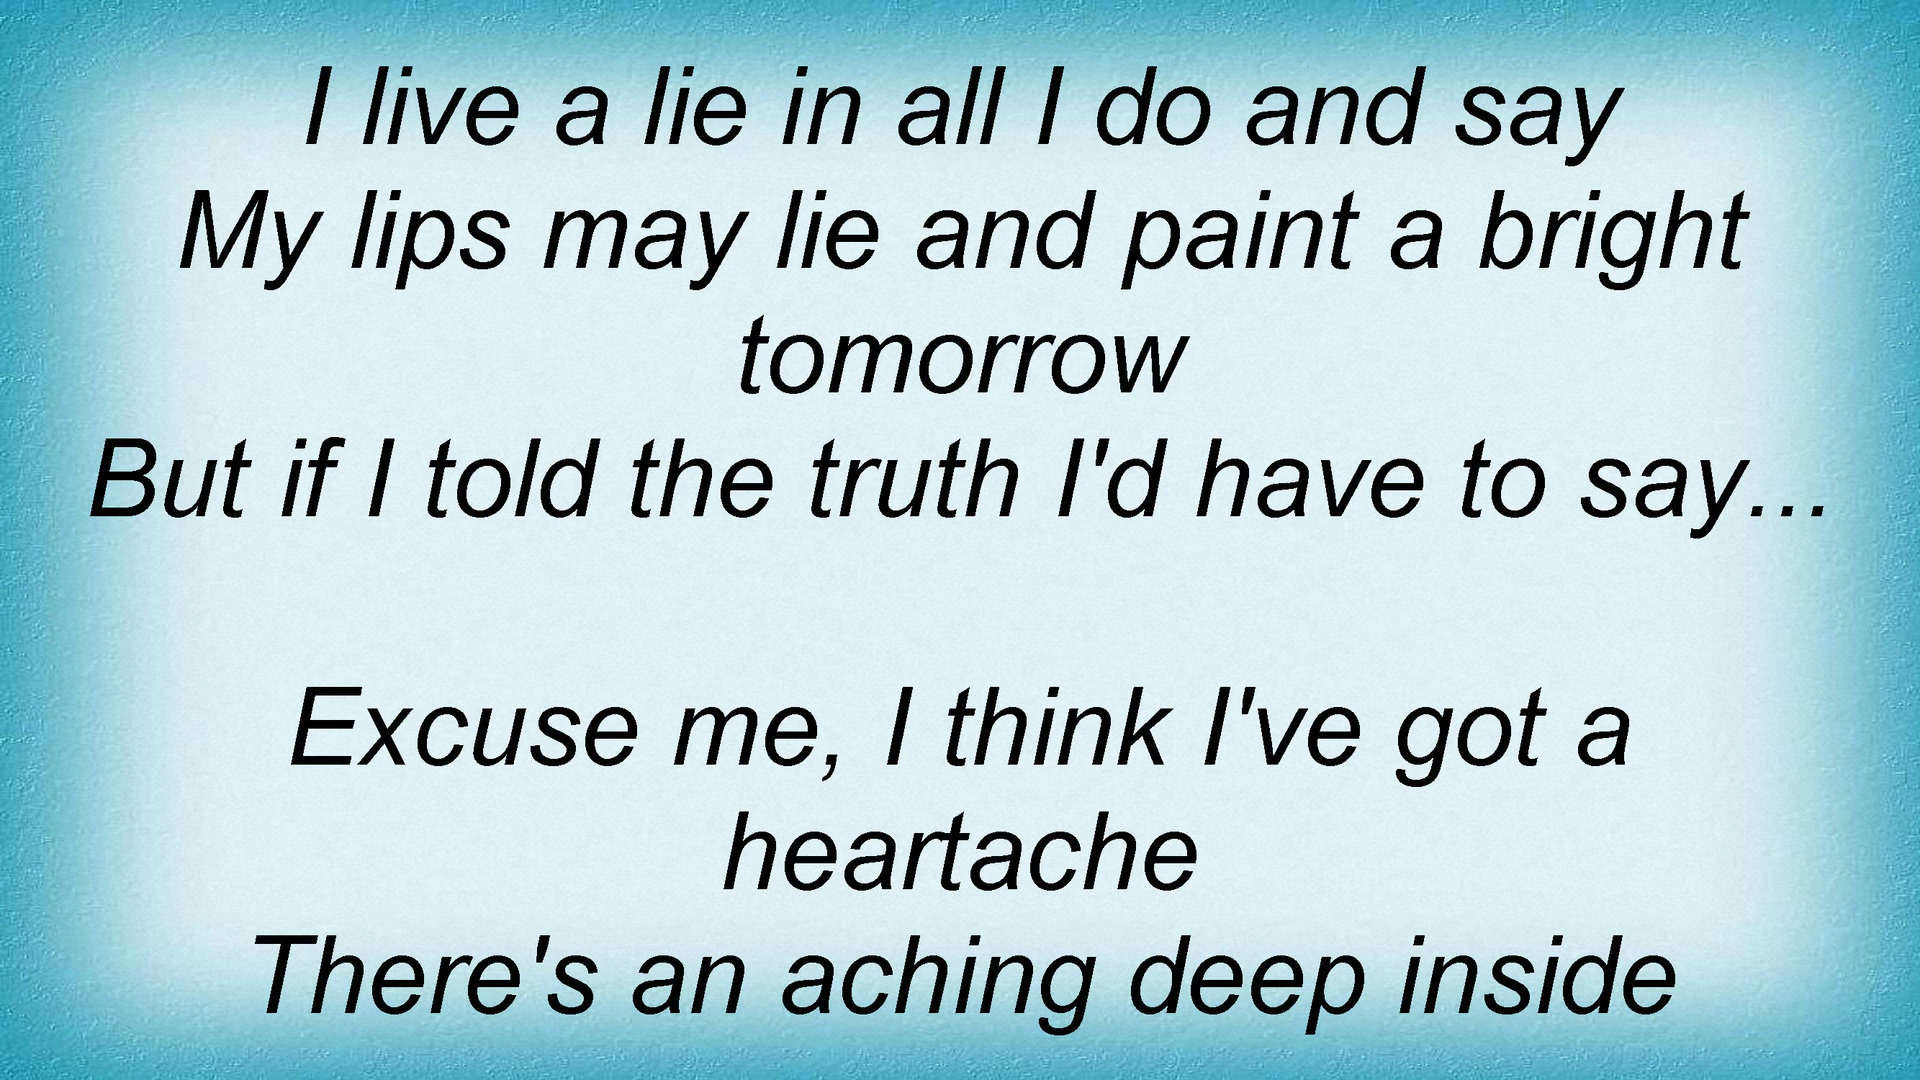 I live a lie in all I do and say
My lips may lie and paint a bright
tomorrow
But if I told the truth I'd have to say...
Excuse me, I think I've got a
heartache
There's an aching deep inside